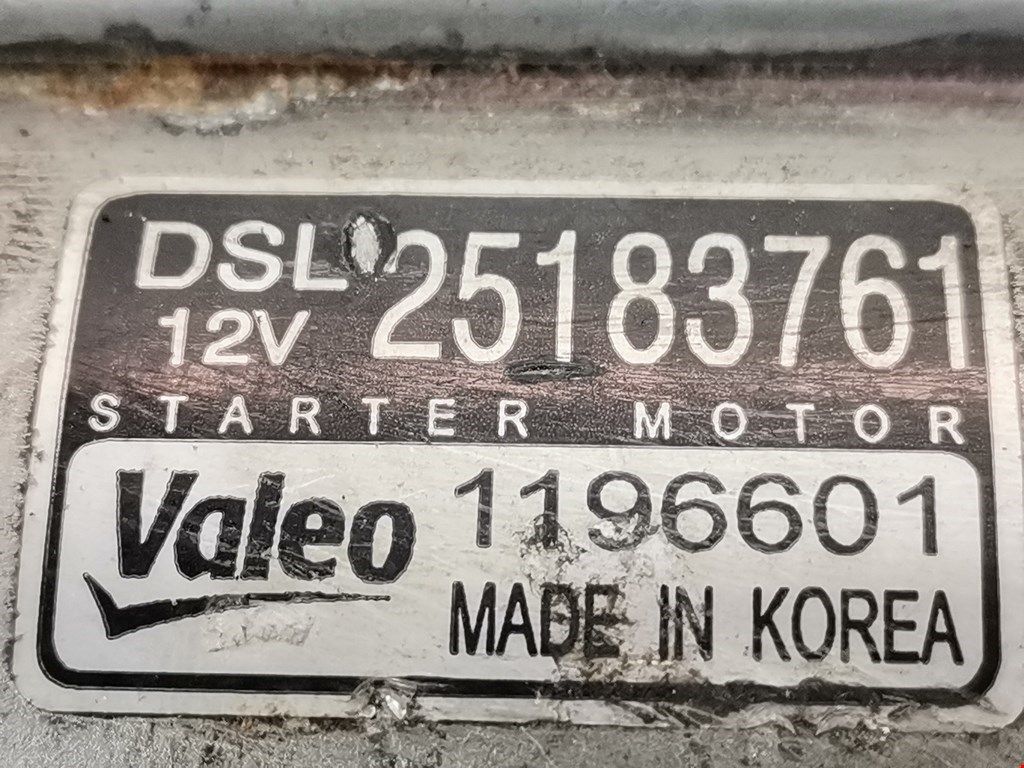 DSL 25183761
12V
STARTER MOTOR
Valeo 1196601
MADE IN KOREA